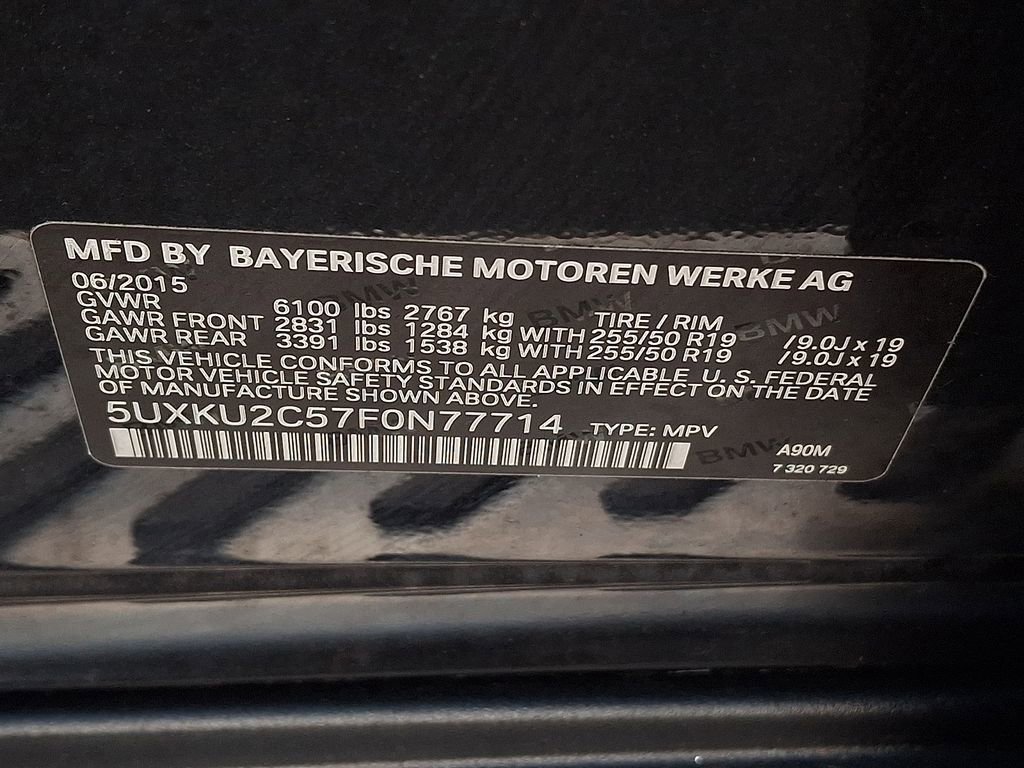 MFD BY BAYERISCHE MOTOREN WERKE AG
06/2015
GVWR 6100 lbs 2767 kg TIRE / RIM
GAWR FRONT 2831 lbs 1284 kg WITH 255/50 R19 /9.0J x 19
GAWR REAR 3391 lbs 1538 kg WITH 255/50 R19 /9.0J x 19
THIS VEHICLE CONFORMS TO ALL APPLICABLE U. S. FEDERAL
MOTOR VEHICLE SAFETY STANDARDS IN EFFECT ON THE DATE
OF MANUFACTURE SHOWN ABOVE.
5UXKU2C57F0N77714 TYPE: MPV
A90M
7 320 729